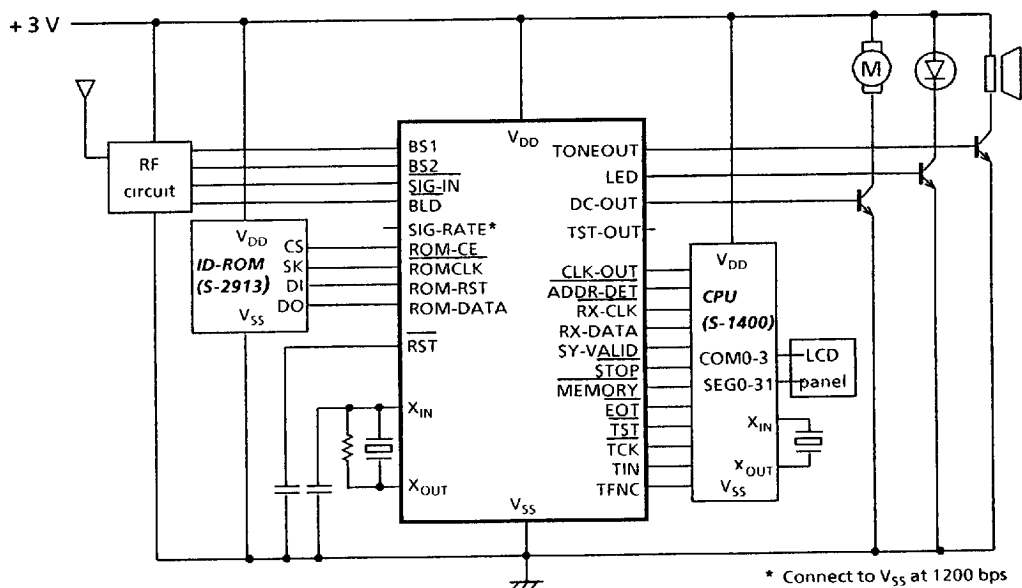 + 3 V
RF
circuit
V_DD
CS
SK
DI
DO
ID-ROM
(S-2913)
V_SS
V_DD
BS1
BS2
SIG-IN
BLD
SIG-RATE*
ROM-CE
ROMCLK
ROM-RST
ROM-DATA
RST
X_IN
X_OUT
V_SS
TONEOUT
LED
DC-OUT
TST-OUT
CLK-OUT
ADDR-DET
RX-CLK
RX-DATA
SY-VALID
STOP
MEMORY
EOT
TST
TCK
TIN
TFNC
V_DD
CPU
(S-1400)
COM0-3
SEG0-31
X_IN
X_OUT
V_SS
LCD
panel
M
* Connect to V_SS at 1200 bps